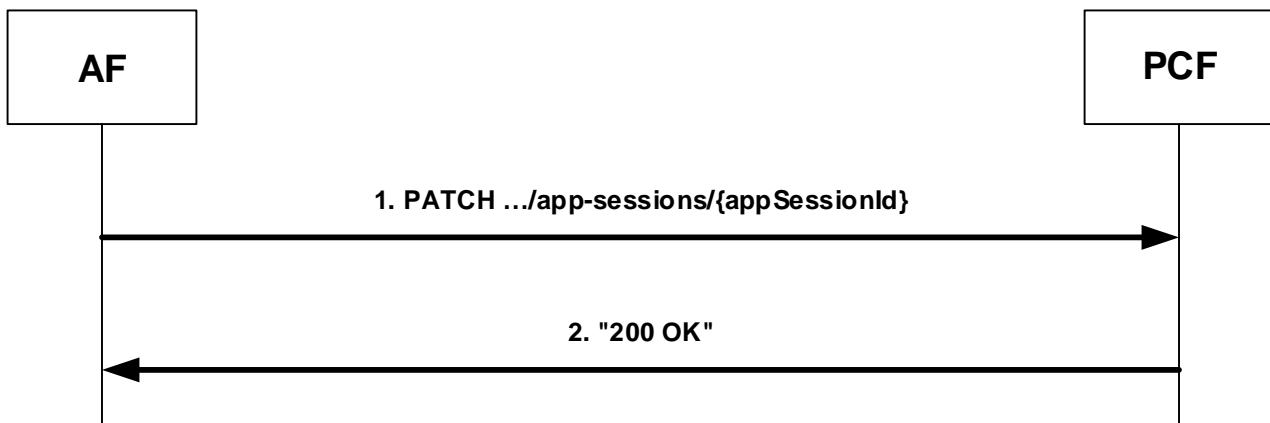 AF
PCF
1. PATCH …/app-sessions/{appSessionId}
2. "200 OK"